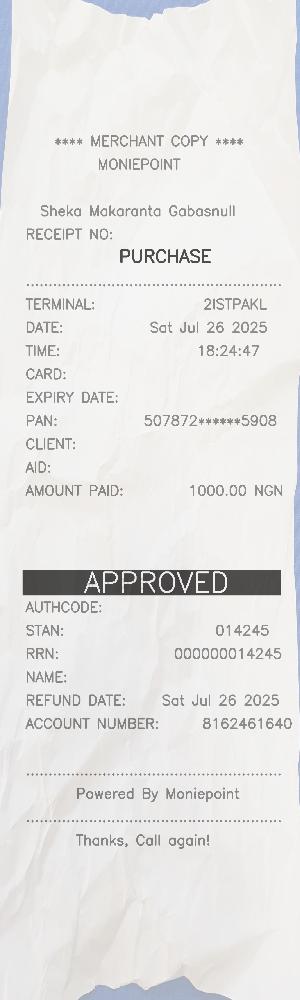 **** MERCHANT COPY ****
MONIEPOINT
Sheka Makaranta Gabasnull
RECEIPT NO:
PURCHASE
TERMINAL: 2ISTPAKL
DATE: Sat Jul 26 2025
TIME: 18:24:47
CARD:
EXPIRY DATE:
PAN: 507872******5908
CLIENT:
AID:
AMOUNT PAID: 1000.00 NGN
APPROVED
AUTHCODE:
STAN: 014245
RRN: 000000014245
NAME:
REFUND DATE: Sat Jul 26 2025
ACCOUNT NUMBER: 8162461640
Powered By Moniepoint
Thanks, Call again!